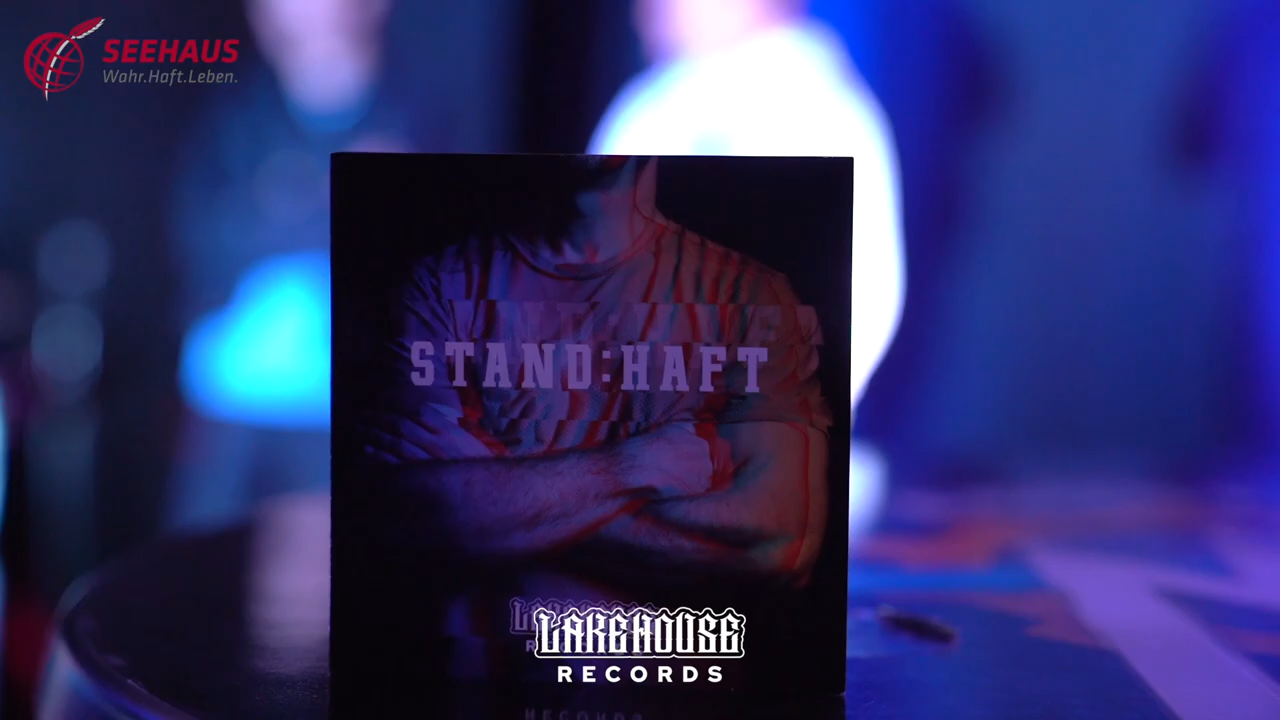 SEEHAUS
Wahr.Haft.Leben.
STAND:HAFT
LAKEHOUSE
RECORDS